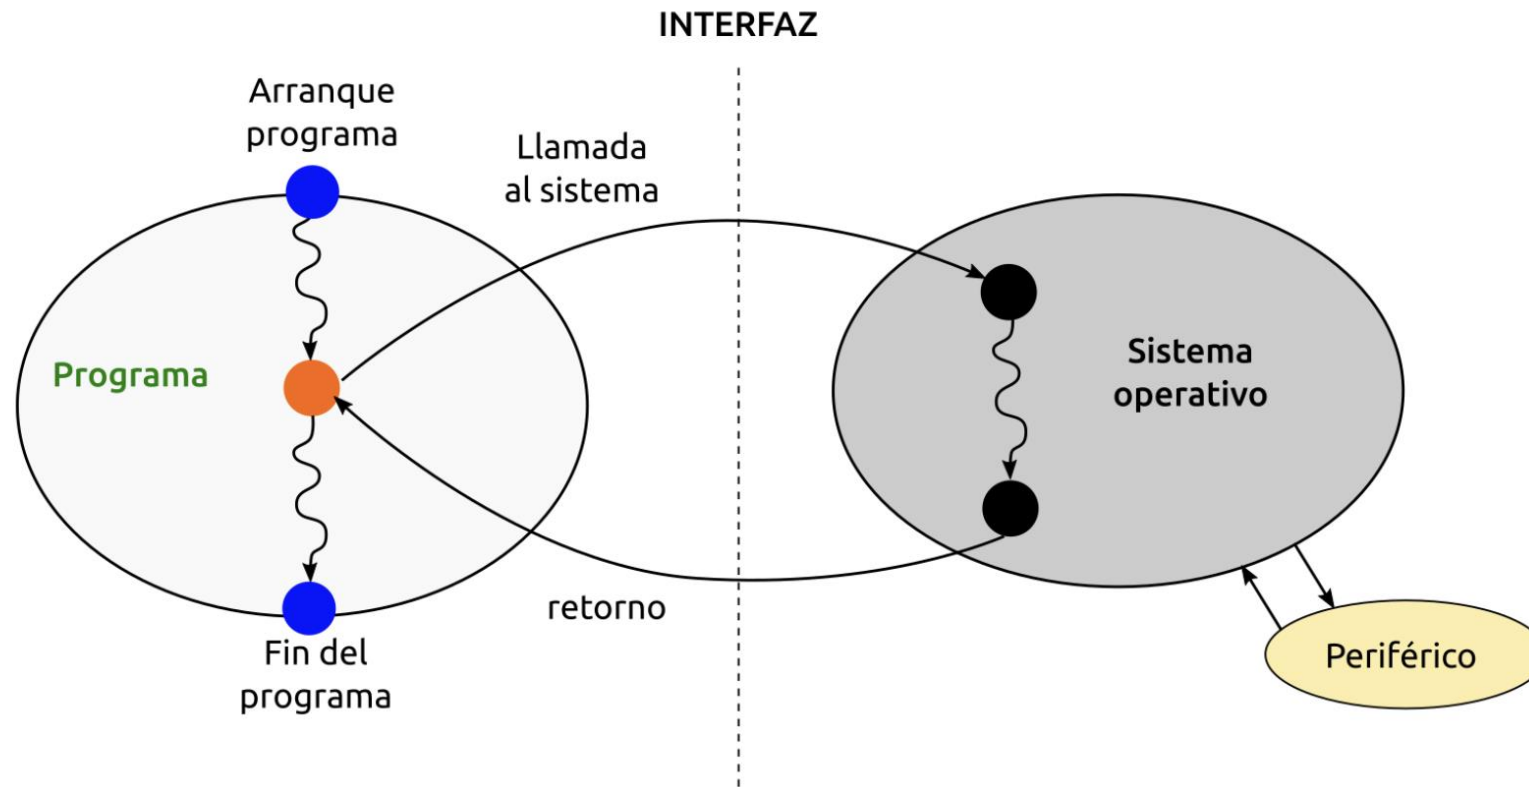 INTERFAZ
Arranque
programa
Llamada
al sistema
Programa
Sistema
operativo
retorno
Fin del
programa
Periférico